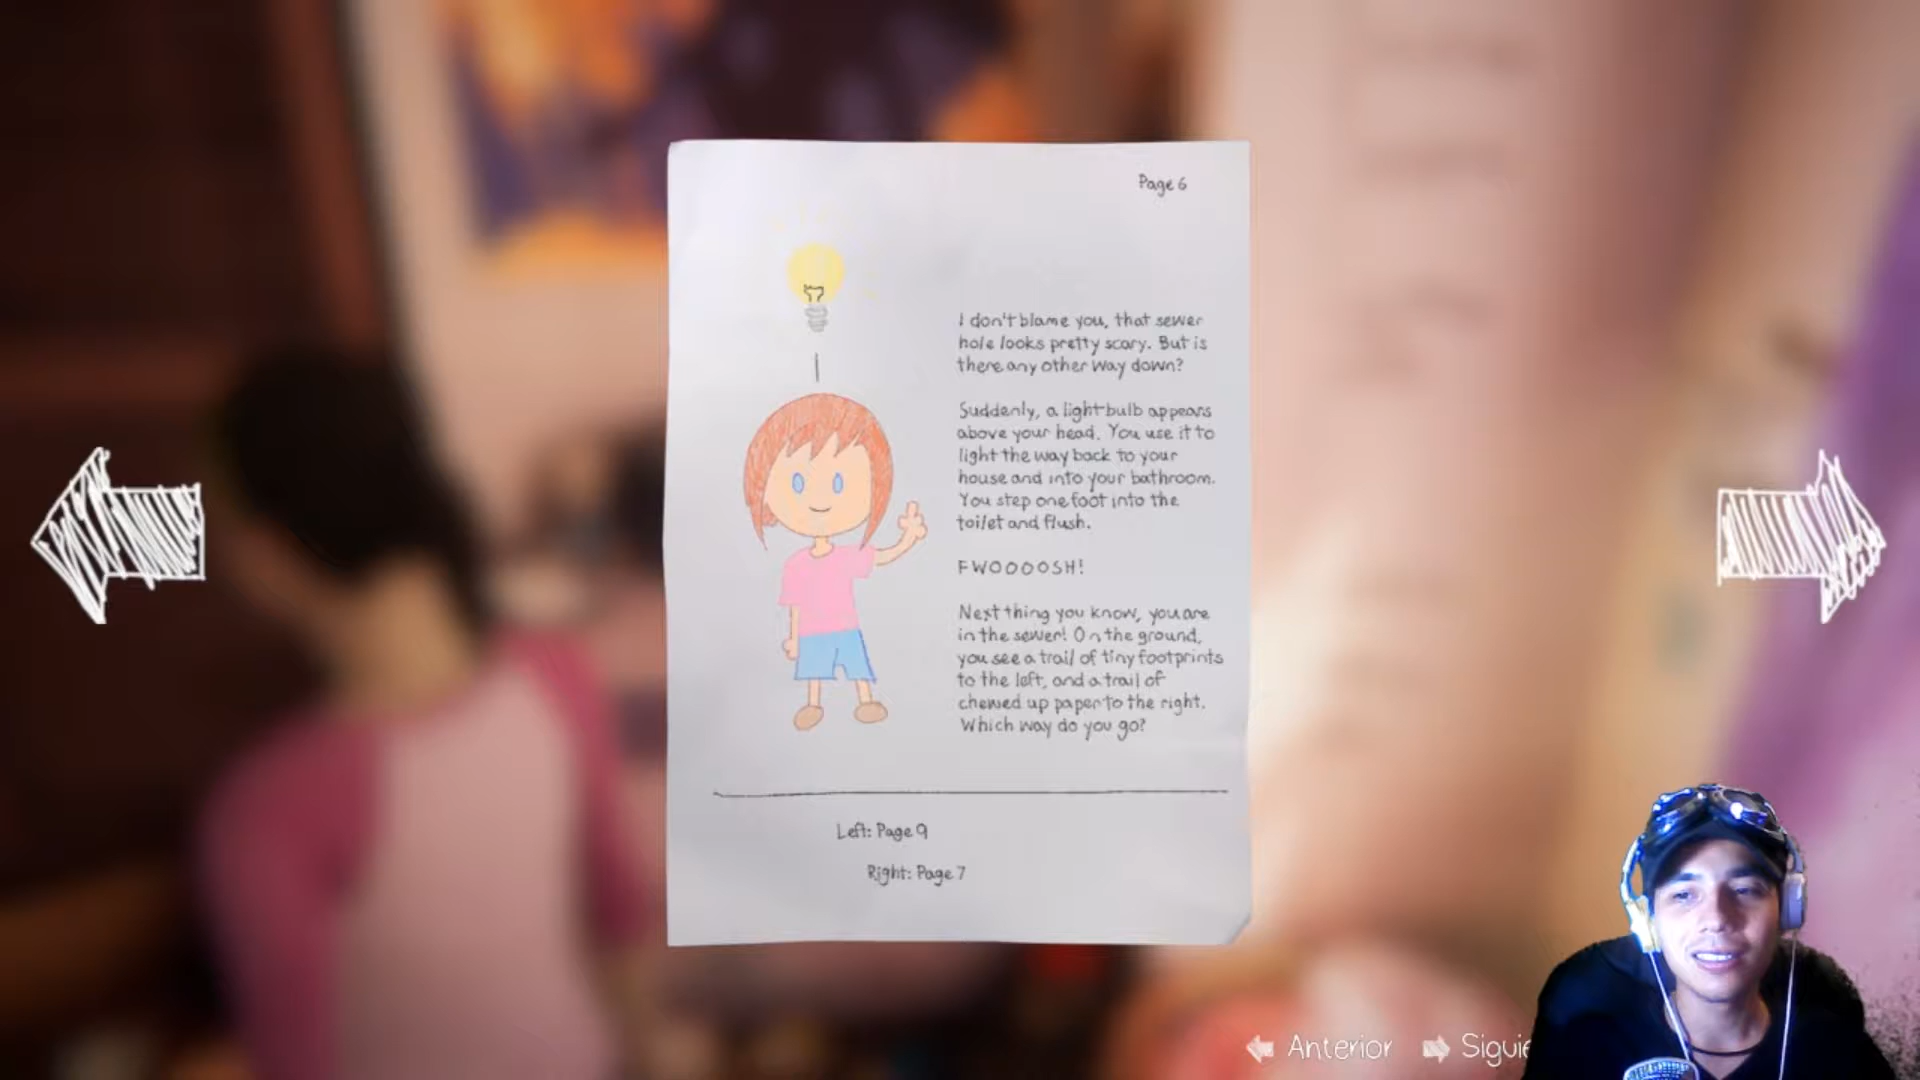 Page 6
I don't blame you, that sewer
hole looks pretty scary. But is
there any other way down?
Suddenly, a light bulb appears
above your head. You use it to
light the way back to your
house and into your bathroom.
You step one foot into the
toilet and flush.
FWOOOOSH!
Next thing you know, you are
in the sewer! On the ground,
you see a trail of tiny footprints
to the left, and a trail of
chewed up paper to the right.
Which way do you go?
Left: Page 9
Right: Page 7
Anterior
Siguie